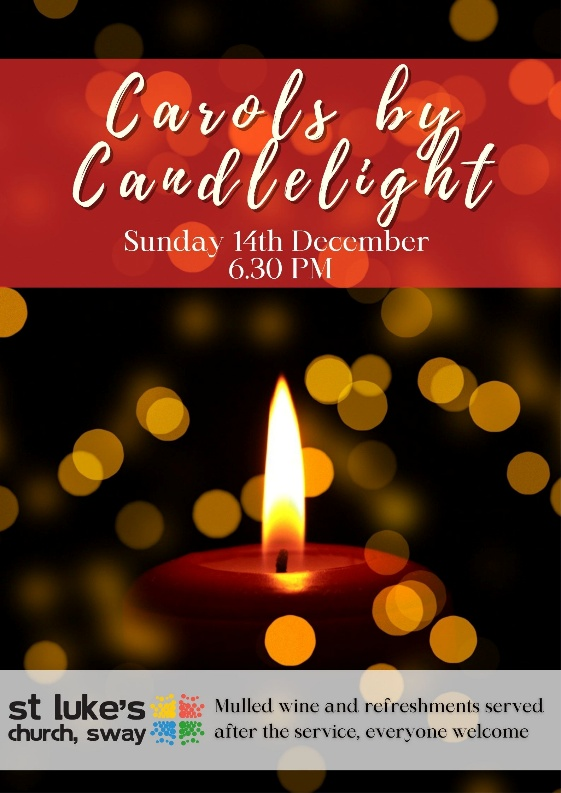 Carols by
Candlelight
Sunday 14th December
6.30 PM
st luke's
church, sway
Mulled wine and refreshments served
after the service, everyone welcome